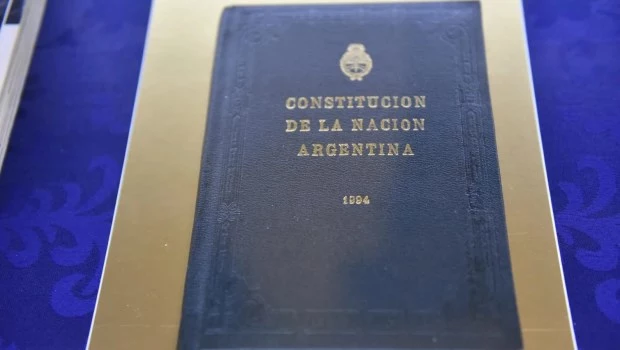 CONSTITUCION
DE LA NACION
ARGENTINA
1994